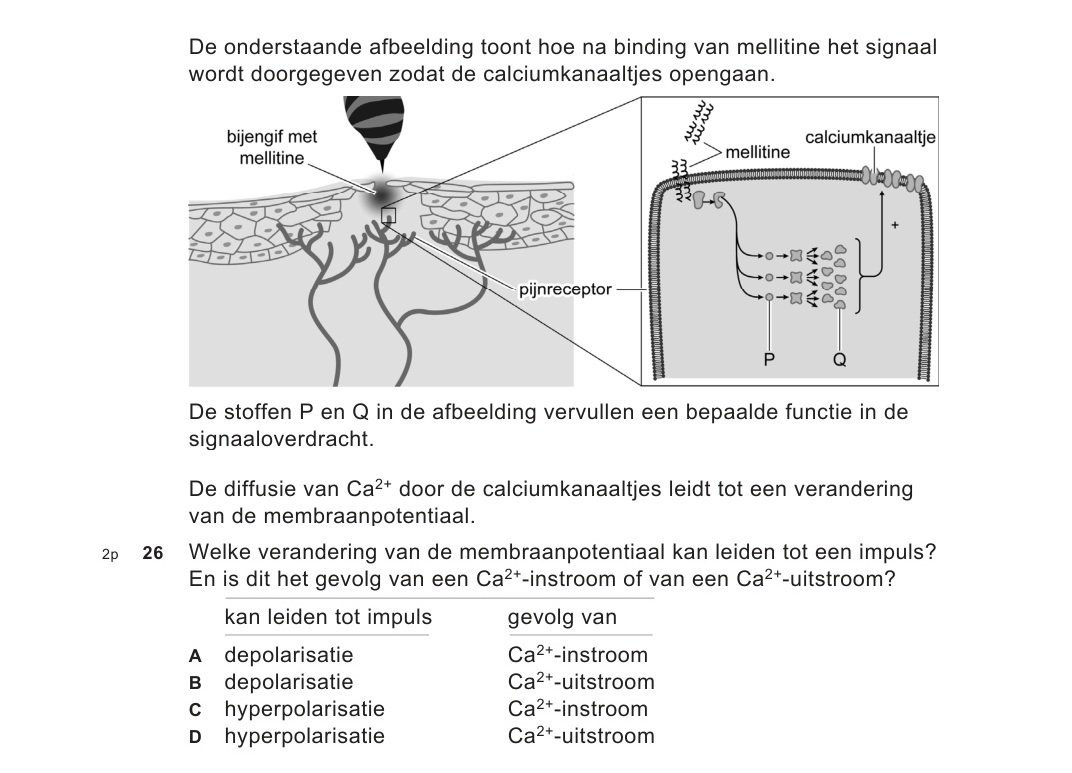 De onderstaande afbeelding toont hoe na binding van mellitine het signaal
wordt doorgegeven zodat de calciumkanaaltjes opengaan.
bijengif met
mellitine
calciumkanaaltje
mellitine
+
pijnreceptor
P
Q
De stoffen P en Q in de afbeelding vervullen een bepaalde functie in de
signaaloverdracht.
De diffusie van Ca²⁺ door de calciumkanaaltjes leidt tot een verandering
van de membraanpotentiaal.
2p 26 Welke verandering van de membraanpotentiaal kan leiden tot een impuls?
En is dit het gevolg van een Ca²⁺-instroom of van een Ca²⁺-uitstroom?
kan leiden tot impuls gevolg van
A depolarisatie Ca²⁺-instroom
B depolarisatie Ca²⁺-uitstroom
C hyperpolarisatie Ca²⁺-instroom
D hyperpolarisatie Ca²⁺-uitstroom